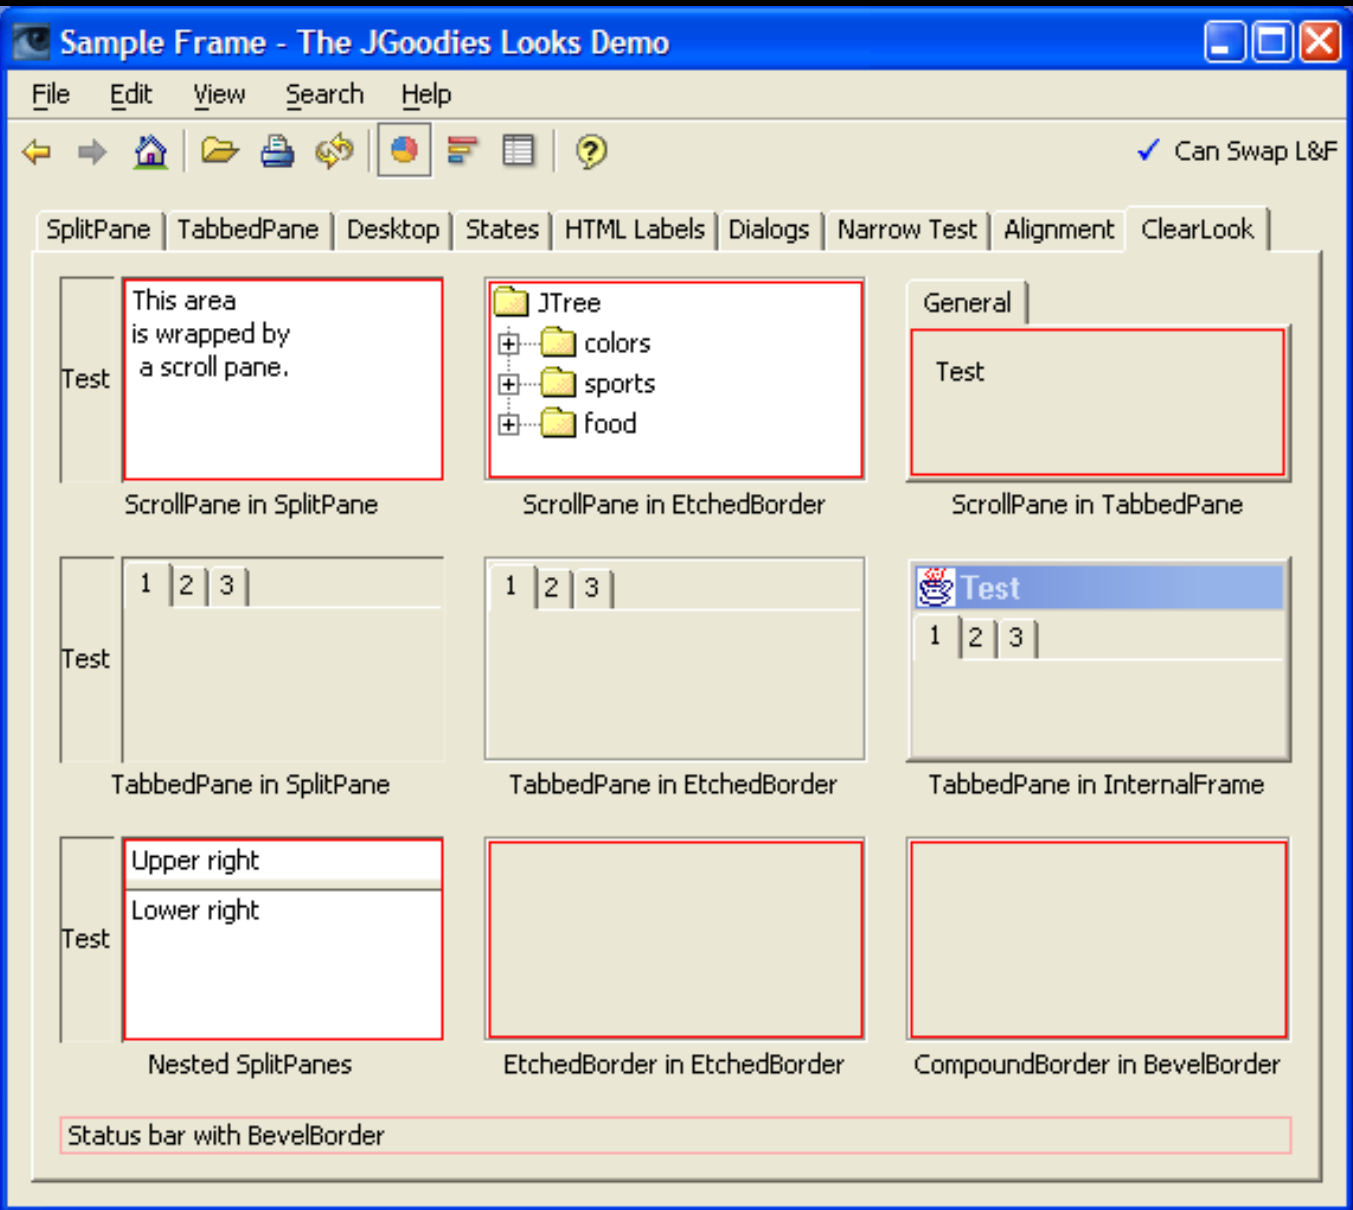 Sample Frame - The JGoodies Looks Demo
File Edit View Search Help
Can Swap L&F
SplitPane TabbedPane Desktop States HTML Labels Dialogs Narrow Test Alignment ClearLook
Test
This area
is wrapped by
a scroll pane.
ScrollPane in SplitPane
JTree
colors
sports
food
ScrollPane in EtchedBorder
General
Test
ScrollPane in TabbedPane
Test
1 2 3
TabbedPane in SplitPane
1 2 3
TabbedPane in EtchedBorder
Test
1 2 3
TabbedPane in InternalFrame
Test
Upper right
Lower right
Nested SplitPanes
EtchedBorder in EtchedBorder
CompoundBorder in BevelBorder
Status bar with BevelBorder